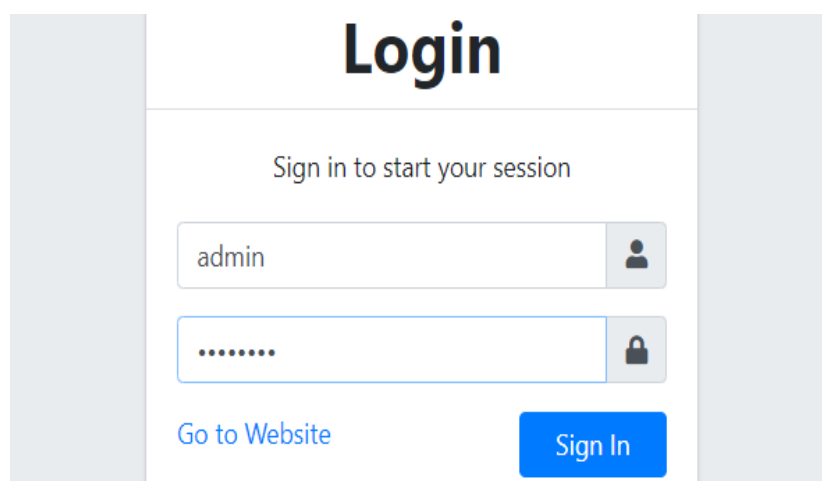 Login
Sign in to start your session
admin
••••••••
Go to Website
Sign In